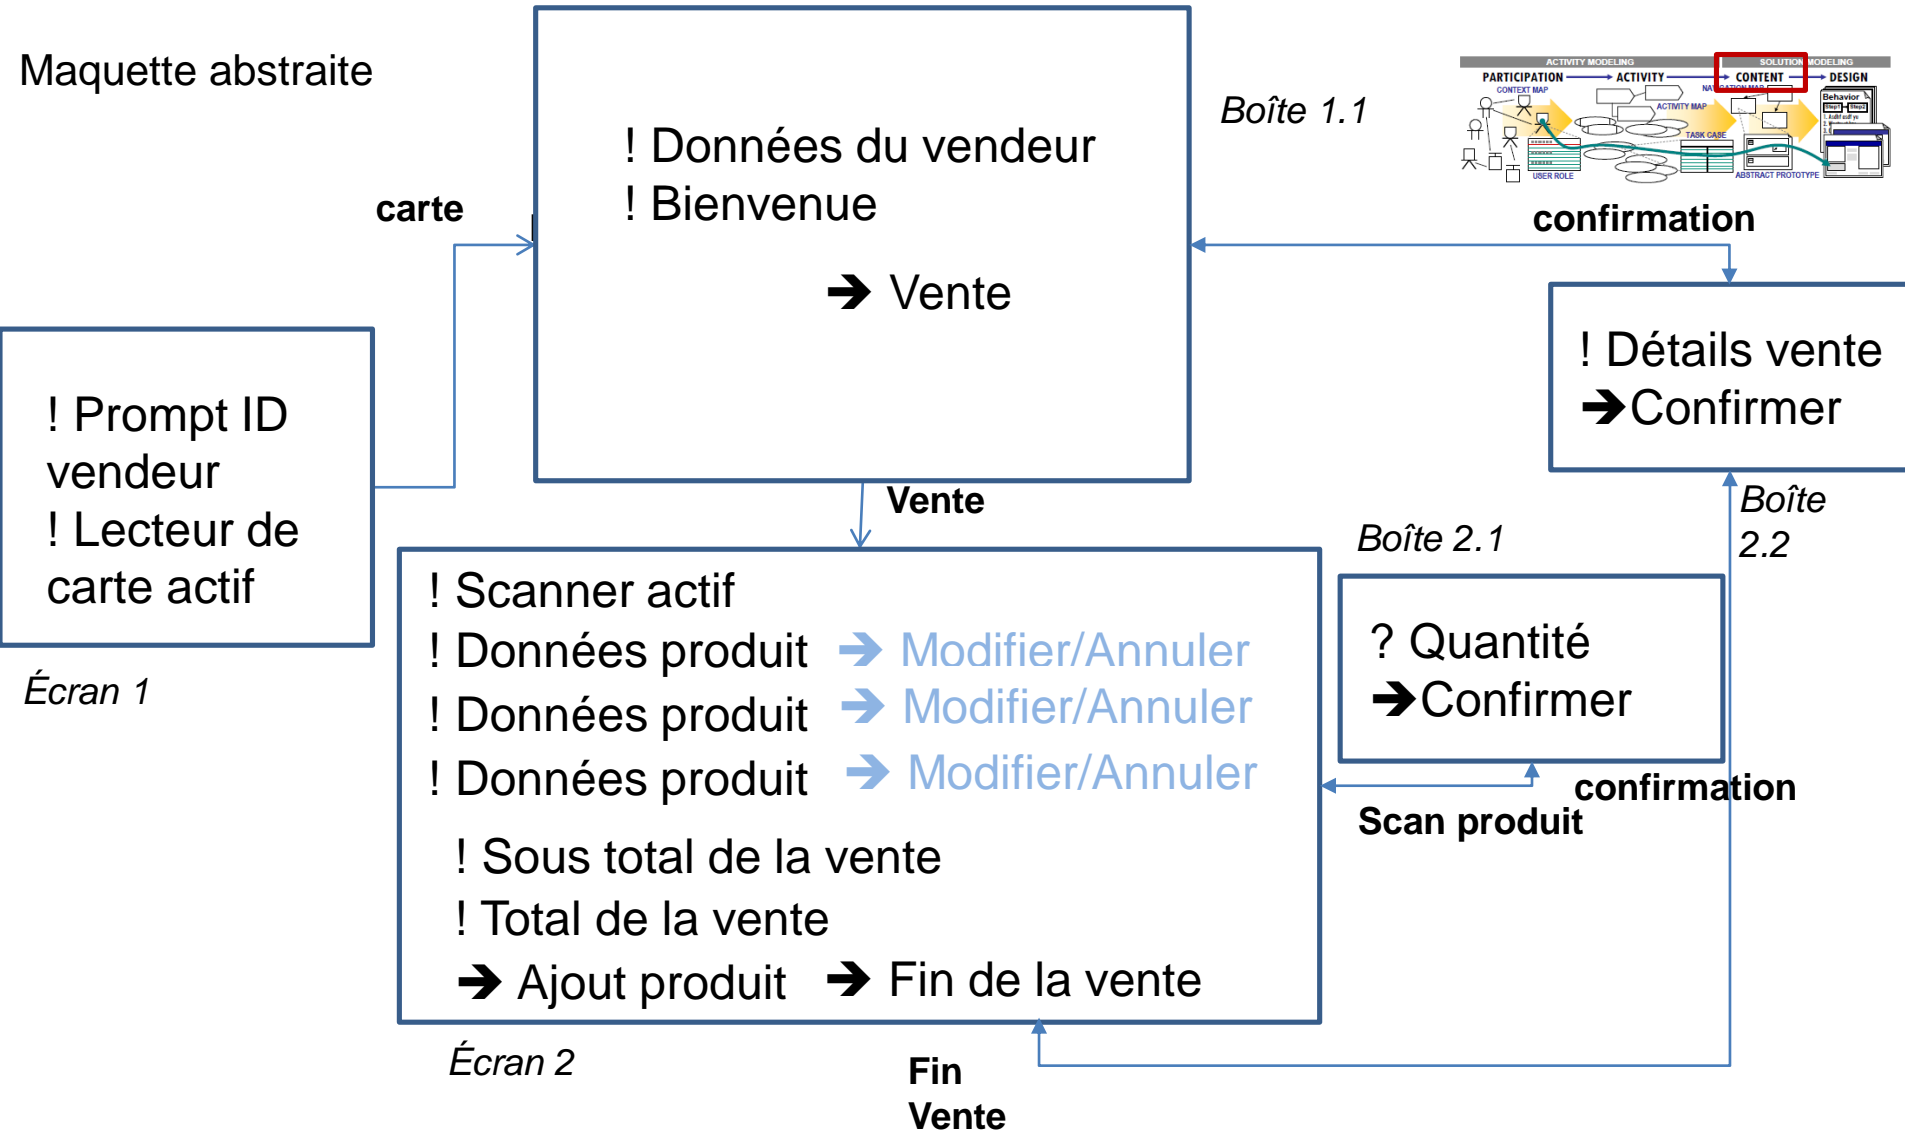 Maquette abstraite
ACTIVITY MODELING
SOLUTION MODELING
PARTICIPATION
ACTIVITY
CONTENT
DESIGN
CONTEXT MAP
ACTIVITY MAP
TASK CASE
USER ROLE
ABSTRACT PROTOTYPE
Behavior
Step1
Step2
Boîte 1.1
! Données du vendeur
! Bienvenue
➔ Vente
carte
confirmation
! Détails vente
➔Confirmer
! Prompt ID
vendeur
! Lecteur de
carte actif
Écran 1
Vente
Boîte
2.2
Boîte 2.1
? Quantité
➔Confirmer
! Scanner actif
! Données produit ➔ Modifier/Annuler
! Données produit ➔ Modifier/Annuler
! Données produit ➔ Modifier/Annuler
! Sous total de la vente
! Total de la vente
➔ Ajout produit ➔ Fin de la vente
confirmation
Scan produit
Écran 2
Fin
Vente